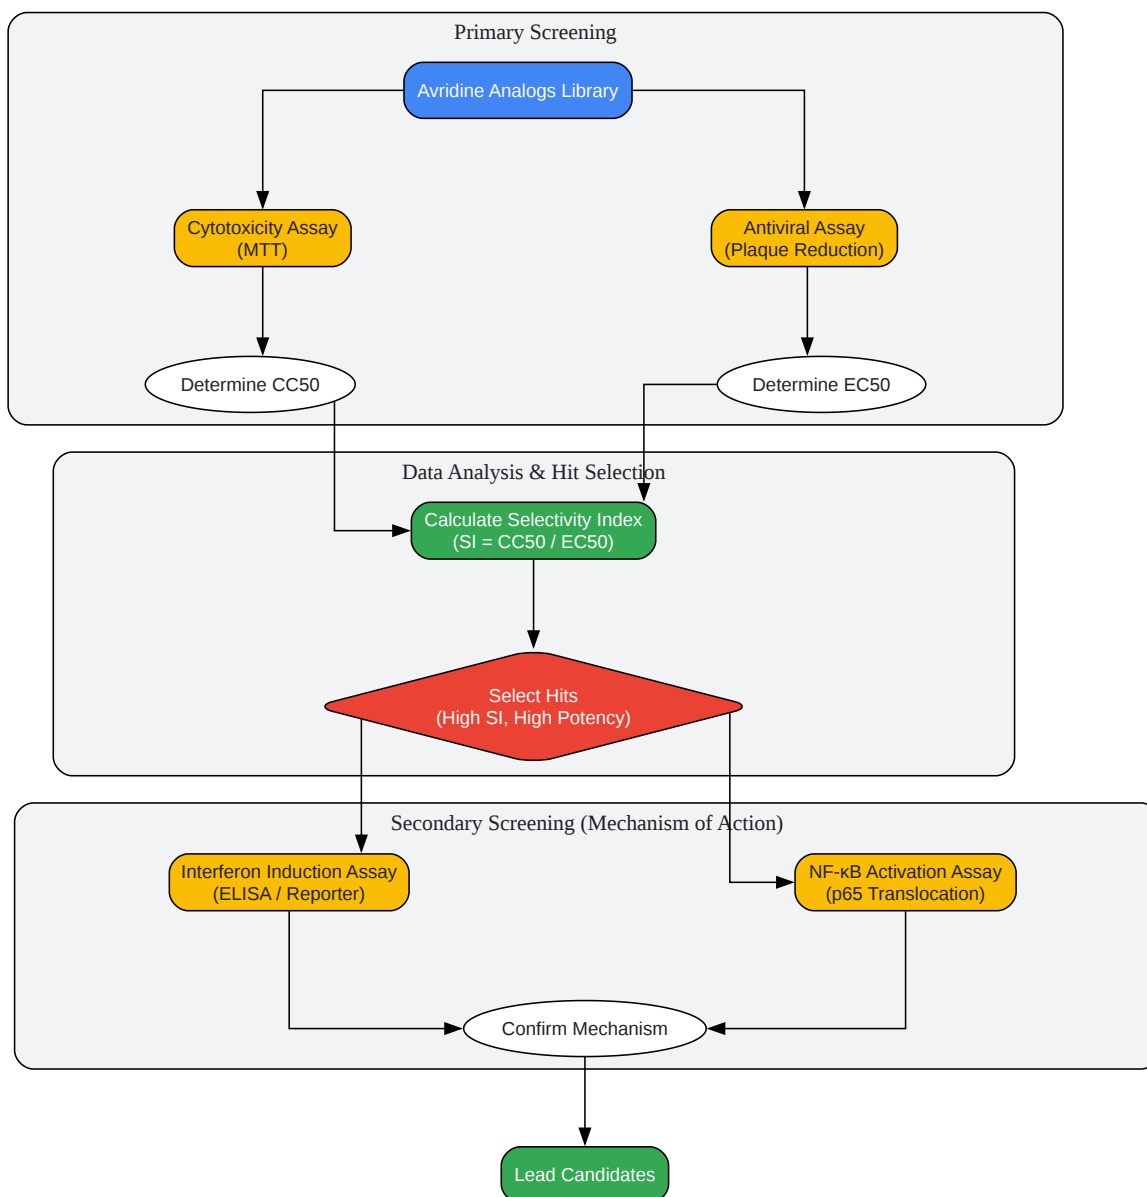 Primary Screening
Avridine Analogs Library
Cytotoxicity Assay
(MTT)
Antiviral Assay
(Plaque Reduction)
Determine CC50
Determine EC50
Data Analysis & Hit Selection
Calculate Selectivity Index
(SI = CC50 / EC50)
Select Hits
(High SI, High Potency)
Secondary Screening (Mechanism of Action)
Interferon Induction Assay
(ELISA / Reporter)
NF-κB Activation Assay
(p65 Translocation)
Confirm Mechanism
Lead Candidates